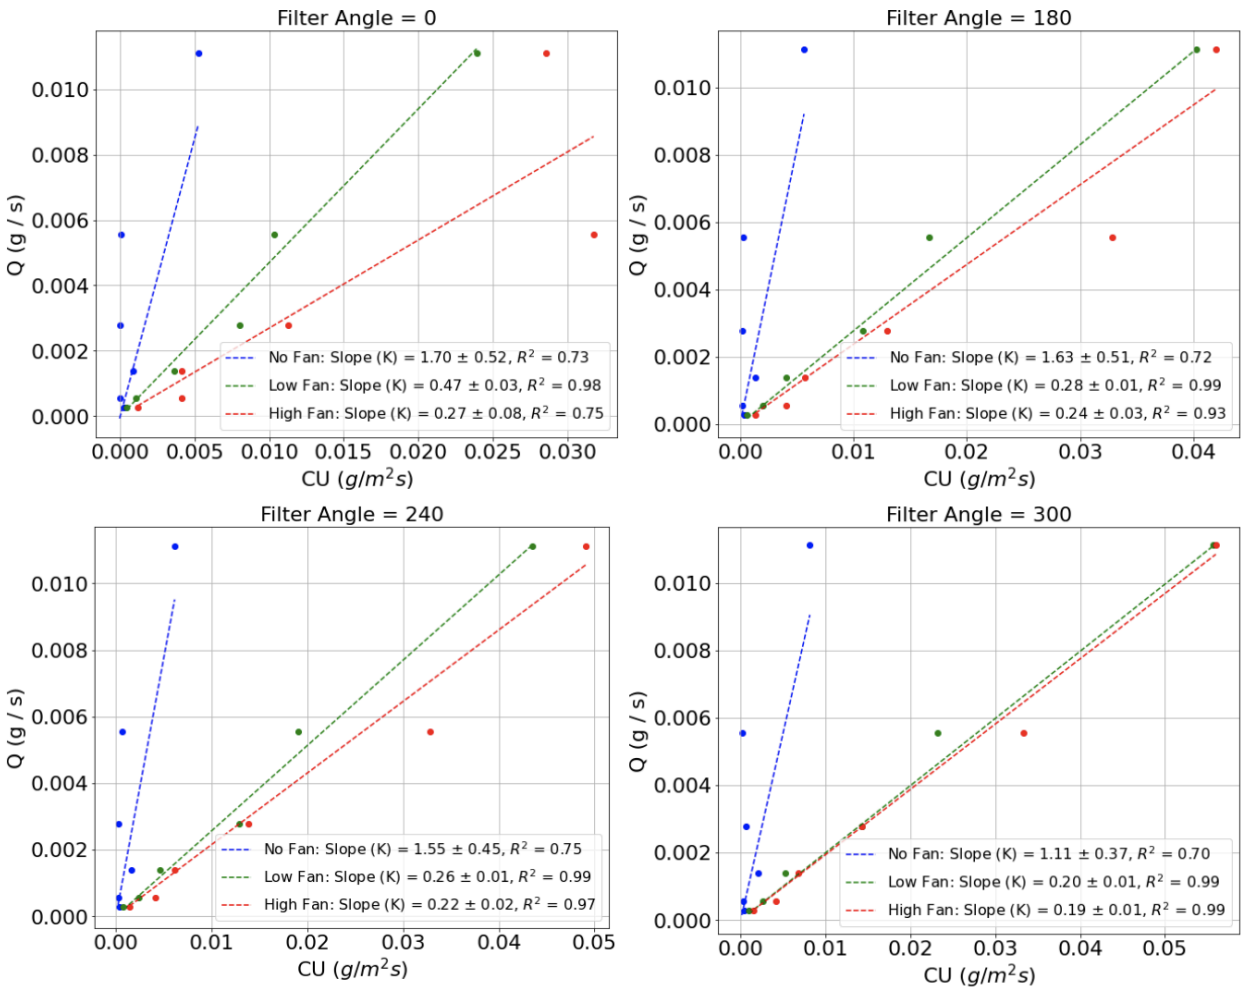 Filter Angle = 0
Q (g / s)
0.010
0.008
0.006
0.004
0.002
0.000
No Fan: Slope (K) = 1.70 ± 0.52, R² = 0.73
Low Fan: Slope (K) = 0.47 ± 0.03, R² = 0.98
High Fan: Slope (K) = 0.27 ± 0.08, R² = 0.75
0.000 0.005 0.010 0.015 0.020 0.025 0.030
CU (g/m²s)
Filter Angle = 180
Q (g / s)
0.010
0.008
0.006
0.004
0.002
0.000
No Fan: Slope (K) = 1.63 ± 0.51, R² = 0.72
Low Fan: Slope (K) = 0.28 ± 0.01, R² = 0.99
High Fan: Slope (K) = 0.24 ± 0.03, R² = 0.93
0.00 0.01 0.02 0.03 0.04
CU (g/m²s)
Filter Angle = 240
Q (g / s)
0.010
0.008
0.006
0.004
0.002
0.000
No Fan: Slope (K) = 1.55 ± 0.45, R² = 0.75
Low Fan: Slope (K) = 0.26 ± 0.01, R² = 0.99
High Fan: Slope (K) = 0.22 ± 0.02, R² = 0.97
0.00 0.01 0.02 0.03 0.04 0.05
CU (g/m²s)
Filter Angle = 300
Q (g / s)
0.010
0.008
0.006
0.004
0.002
0.000
No Fan: Slope (K) = 1.11 ± 0.37, R² = 0.70
Low Fan: Slope (K) = 0.20 ± 0.01, R² = 0.99
High Fan: Slope (K) = 0.19 ± 0.01, R² = 0.99
0.00 0.01 0.02 0.03 0.04 0.05
CU (g/m²s)